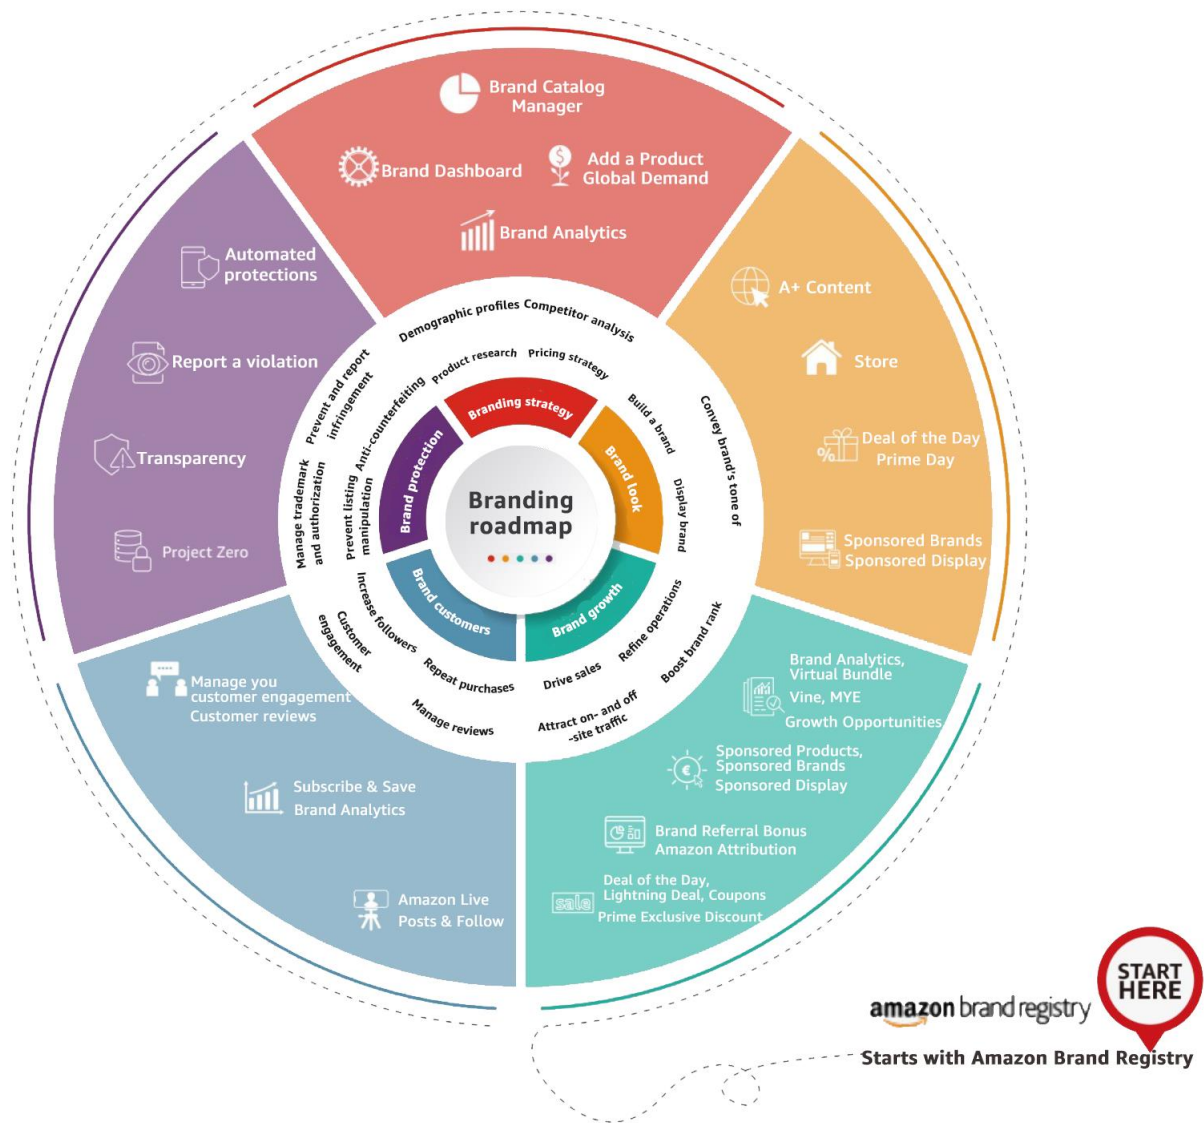 Brand Catalog
Manager
Brand Dashboard
Add a Product
Global Demand
Brand Analytics
A+ Content
Store
Deal of the Day
Prime Day
Sponsored Brands
Sponsored Display
Brand Analytics,
Virtual Bundle
Vine, MYE
Growth Opportunities
Sponsored Products,
Sponsored Brands
Sponsored Display
Brand Referral Bonus
Amazon Attribution
Deal of the Day,
Lightning Deal, Coupons
Prime Exclusive Discount
sale
Amazon Live
Posts & Follow
Subscribe & Save
Brand Analytics
Manage you
customer engagement
Customer reviews
Project Zero
Transparency
Report a violation
Automated
protections
Demographic profiles
Competitor analysis
Product research
Pricing strategy
Convey brand's tone of
Build a brand
Display brand
Boost brand rank
Refine operations
Drive sales
Attract on- and off
-site traffic
Manage reviews
Repeat purchases
Increase followers
Customer
engagement
Manage trademark
and authorization
Prevent listing
manipulation
Prevent and report
infringement
Anti-counterfeiting
Branding strategy
Brand look
Brand growth
Brand customers
Brand protection
Branding
roadmap
START
HERE
amazon brand registry
Starts with Amazon Brand Registry